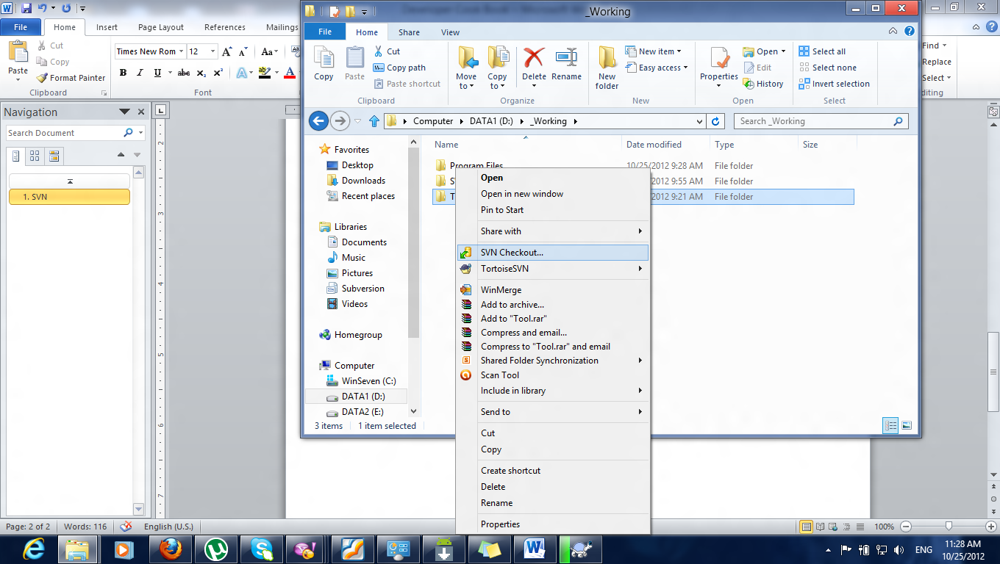 _Working
File
Home
Insert
Page Layout
References
Mailings
Paste
Cut
Copy
Format Painter
Clipboard
Times New Rom
12
Font
File
Home
Share
View
Copy
Paste
Cut
Copy path
Paste shortcut
Clipboard
Move to
Copy to
Delete
Rename
Organize
New folder
New item
Easy access
New
Properties
Open
Edit
History
Open
Select all
Select none
Invert selection
Select
Find
Replace
Select
Navigation
Search Document
1. SVN
Computer
DATA1 (D:)
_Working
Search _Working
Name
Date modified
Type
Size
Program Files
10/25/2012 9:28 AM
File folder
2012 9:55 AM
File folder
2012 9:21 AM
File folder
Favorites
Desktop
Downloads
Recent places
Libraries
Documents
Music
Pictures
Subversion
Videos
Homegroup
Computer
WinSeven (C:)
DATA1 (D:)
DATA2 (E:)
3 items
1 item selected
Open
Open in new window
Pin to Start
Share with
SVN Checkout...
TortoiseSVN
WinMerge
Add to archive...
Add to "Tool.rar"
Compress and email...
Compress to "Tool.rar" and email
Shared Folder Synchronization
Scan Tool
Include in library
Send to
Cut
Copy
Create shortcut
Delete
Rename
Properties
Page: 2 of 2
Words: 116
English (U.S.)
100%
ENG
11:28 AM
10/25/2012